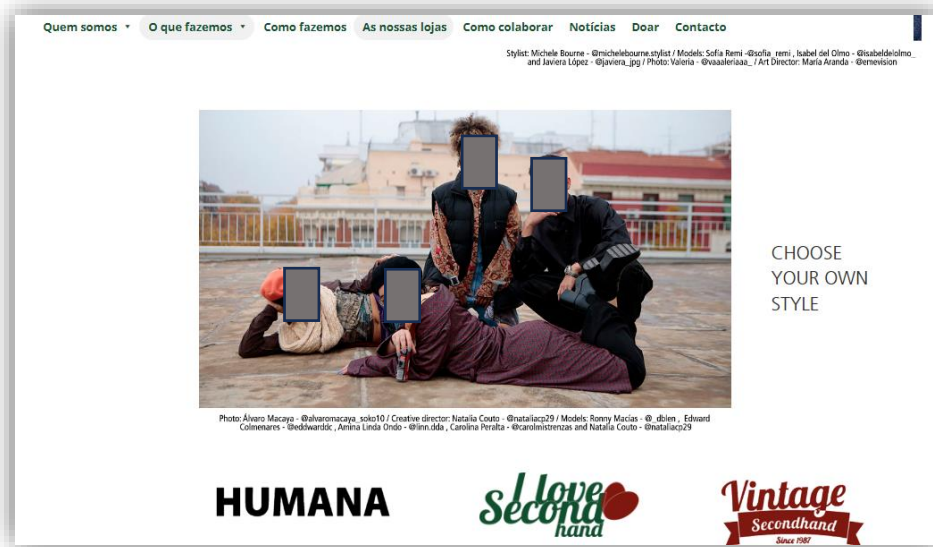 Quem somos O que fazemos Como fazemos As nossas lojas Como colaborar Notícias Doar Contacto
Stylist: Michele Bourne - @michelebourne.stylist / Models: Sofía Remi -@sofia_remi , Isabel del Olmo - @isabeldelolmo_
and Javiera López - @javiera_jpg / Photo: Valeria - @vaaaleriaaa_ / Art Director: María Aranda - @emevision
CHOOSE
YOUR OWN
STYLE
Photo: Álvaro Macaya - @alvaromacaya_soko10 / Creative director: Natalia Couto - @nataliacp29 / Models: Ronny Macías - @_dblen , Edward
Colmenares - @eddwarddc , Amina Linda Ondo - @linn.dda , Carolina Peralta - @carolmistrenzas and Natalia Couto - @nataliacp29
HUMANA
I love
Second
hand
Vintage
Secondhand
Since 1987